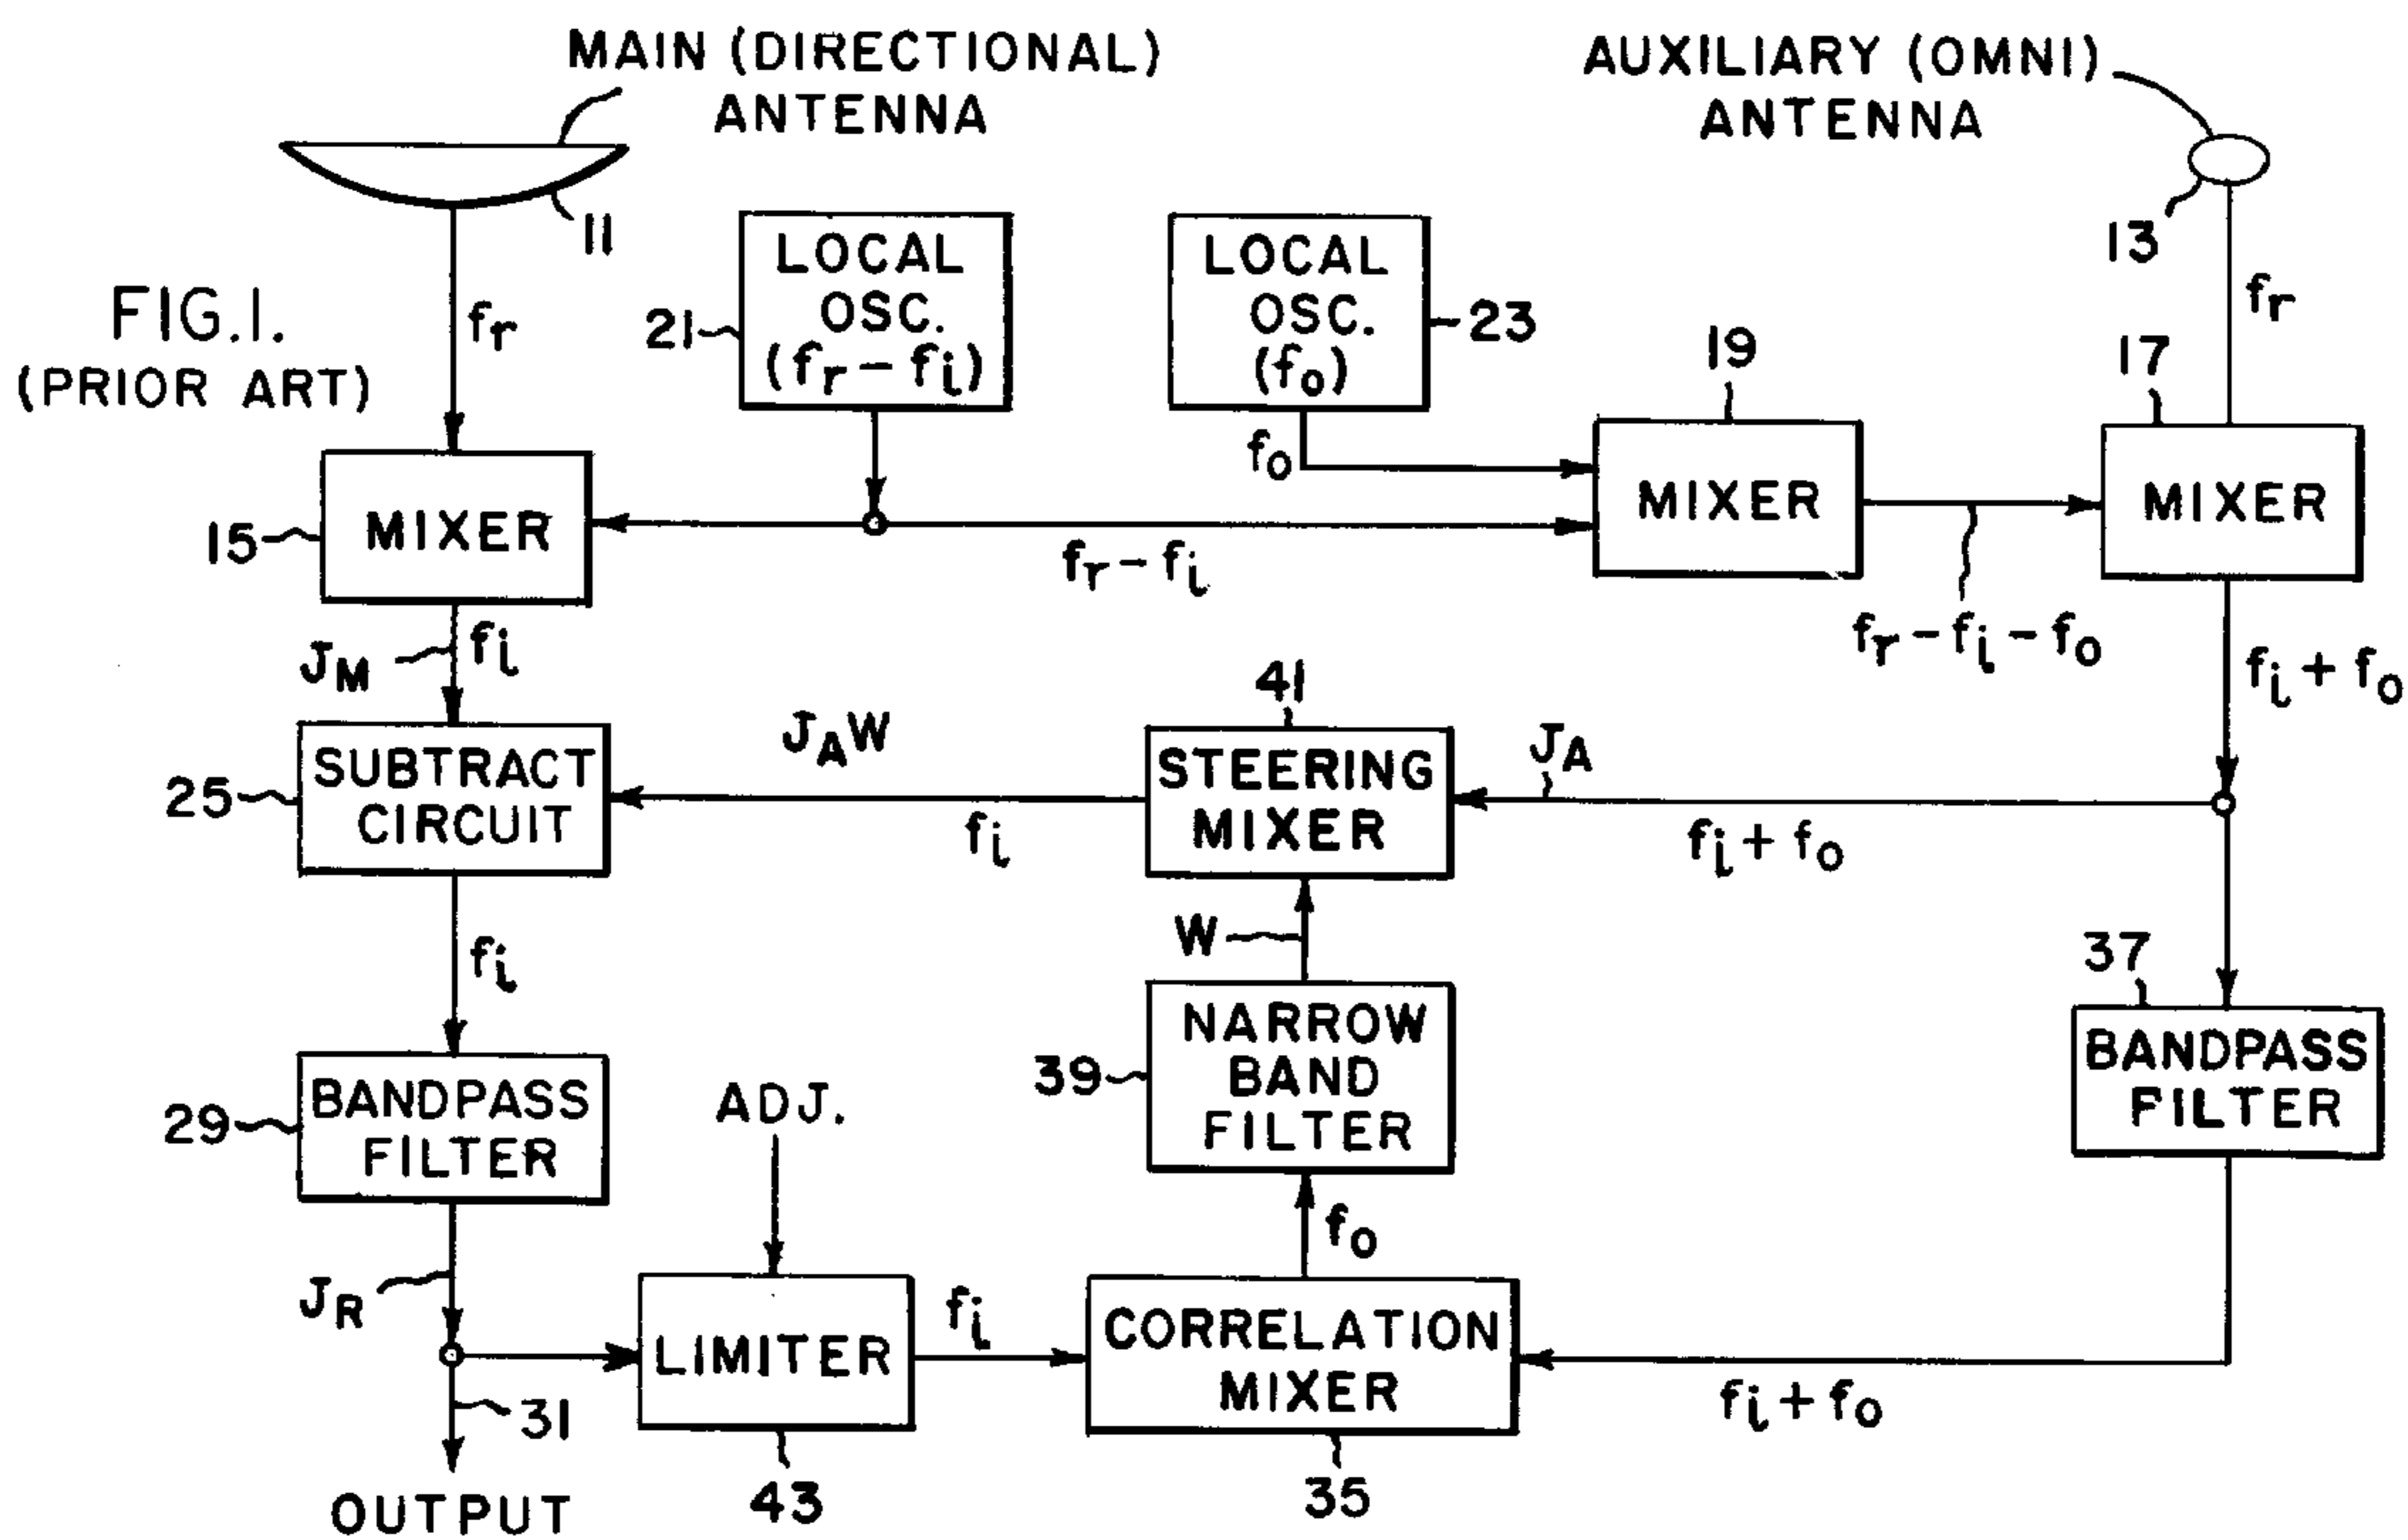 MAIN (DIRECTIONAL)
ANTENNA
AUXILIARY (OMNI)
ANTENNA
11
13
FIG.1.
(PRIOR ART)
fr
21
LOCAL
OSC.
(fr - fi)
LOCAL
OSC.
(fo)
23
fr
19
17
fo
15
MIXER
MIXER
MIXER
fr - fi
fr - fi - fo
JM
fi
fi + fo
41
25
SUBTRACT
CIRCUIT
JAW
fi
STEERING
MIXER
JA
fi + fo
fi
W
37
29
BANDPASS
FILTER
ADJ.
39
NARROW
BAND
FILTER
BANDPASS
FILTER
fo
JR
LIMITER
fi
CORRELATION
MIXER
fi + fo
31
43
35
OUTPUT